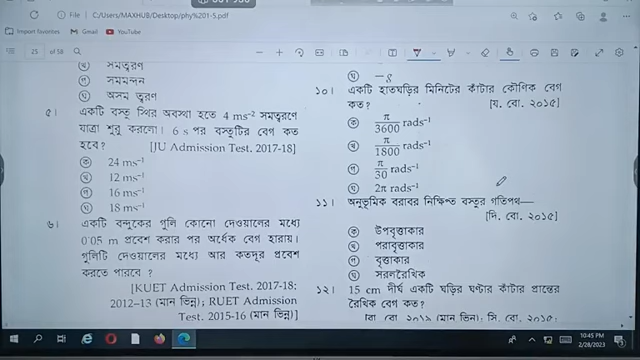 C:/Users/MAXHUB/Desktop/phy%201-5.pdf
Import favorites
Gmail
YouTube
25
of 58
সমত্বরণ
গ সমমন্দন
ঘ অসম ত্বরণ
৫। একটি বস্তু স্থির অবস্থা হতে 4 ms⁻² সমত্বরণে
যাত্রা শুরু করলো। 6 s পর বস্তুটির বেগ কত
হবে? [JU Admission Test. 2017-18]
ক 24 ms⁻¹
খ 12 ms⁻¹
গ 16 ms⁻¹
ঘ 18 ms⁻¹
৬। একটি বন্দুকের গুলি কোনো দেওয়ালের মধ্যে
0·05 m প্রবেশ করার পর অর্ধেক বেগ হারায়।
গুলিটি দেওয়ালের মধ্যে আর কতদূর প্রবেশ
করতে পারবে ?
[KUET Admission Test. 2017-18;
2012–13 (মান ভিন্ন); RUET Admission
Test. 2015-16 (মান ভিন্ন)]
ঘ –8
১০। একটি হাতঘড়ির মিনিটের কাঁটার কৌণিক বেগ
কত? [য. বো. ২০১৫]
ক π/3600 rads⁻¹
খ π/1800 rads⁻¹
গ π/30 rads⁻¹
ঘ 2π rads⁻¹
১১। অনুভূমিক বরাবর নিক্ষিপ্ত বস্তুর গতিপথ—
[দি. বো. ২০১৫]
ক উপবৃত্তাকার
খ পরাবৃত্তাকার
গ বৃত্তাকার
ঘ সরলরৈখিক
১২। 15 cm দীর্ঘ একটি ঘড়ির ঘণ্টার কাঁটার প্রান্তের
রৈখিক বেগ কত?
(মান ভিন্ন); সি. বো. ২০১৫;
10:45 PM
2/28/2023